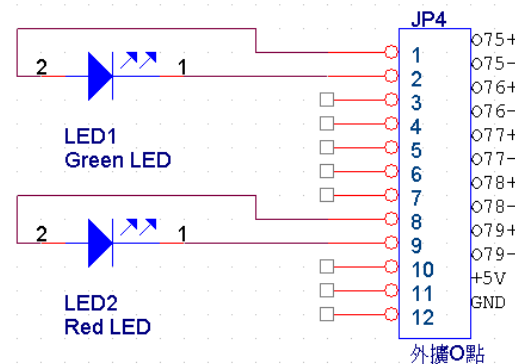 JP4
2 1
LED1
Green LED
2 1
LED2
Red LED
1 O75+
2 O75-
3 O76+
4 O76-
5 O77+
6 O77-
7 O78+
8 O78-
9 O79+
10 O79-
11 +5V
12 GND
外擴O點